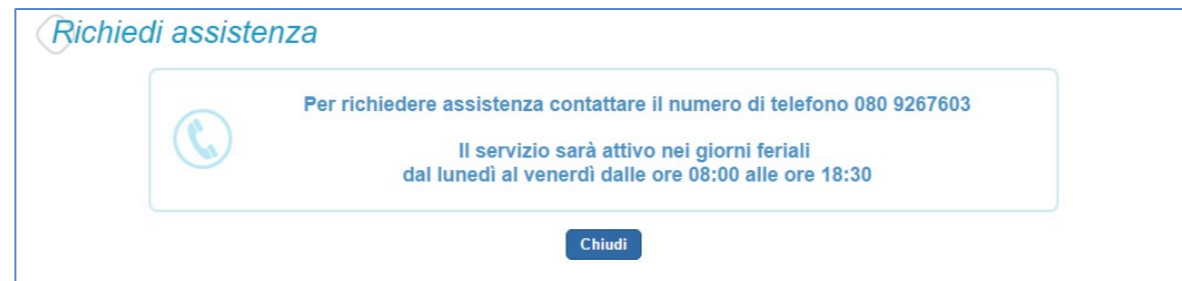 Richiedi assistenza
Per richiedere assistenza contattare il numero di telefono 080 9267603
Il servizio sarà attivo nei giorni feriali
dal lunedì al venerdì dalle ore 08:00 alle ore 18:30
Chiudi